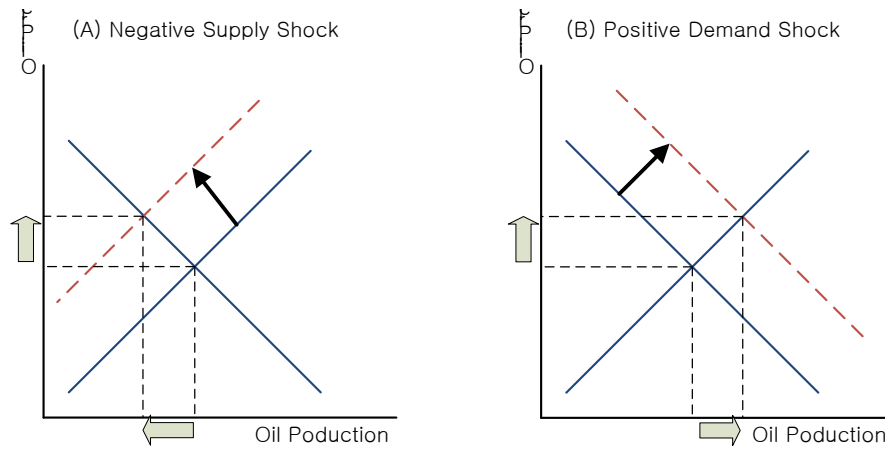 (A) Negative Supply Shock
(B) Positive Demand Shock
Oil Poduction
Oil Poduction